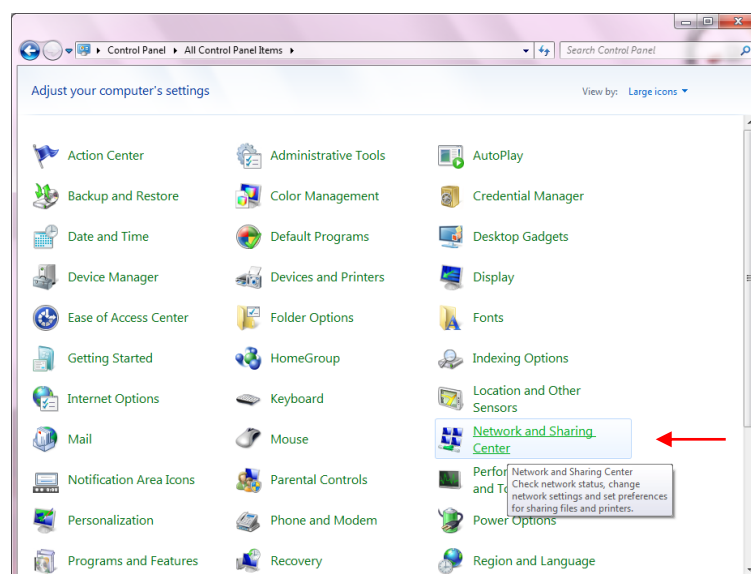 Control Panel ▸ All Control Panel Items ▸
Search Control Panel
Adjust your computer's settings
View by: Large icons
Action Center
Administrative Tools
AutoPlay
Backup and Restore
Color Management
Credential Manager
Date and Time
Default Programs
Desktop Gadgets
Device Manager
Devices and Printers
Display
Ease of Access Center
Folder Options
Fonts
Getting Started
HomeGroup
Indexing Options
Internet Options
Keyboard
Location and Other
Sensors
Mail
Mouse
Network and Sharing
Center
Notification Area Icons
Parental Controls
Perfor
and To
Network and Sharing Center
Check network status, change
network settings and set preferences
for sharing files and printers.
Personalization
Phone and Modem
Power Options
Programs and Features
Recovery
Region and Language